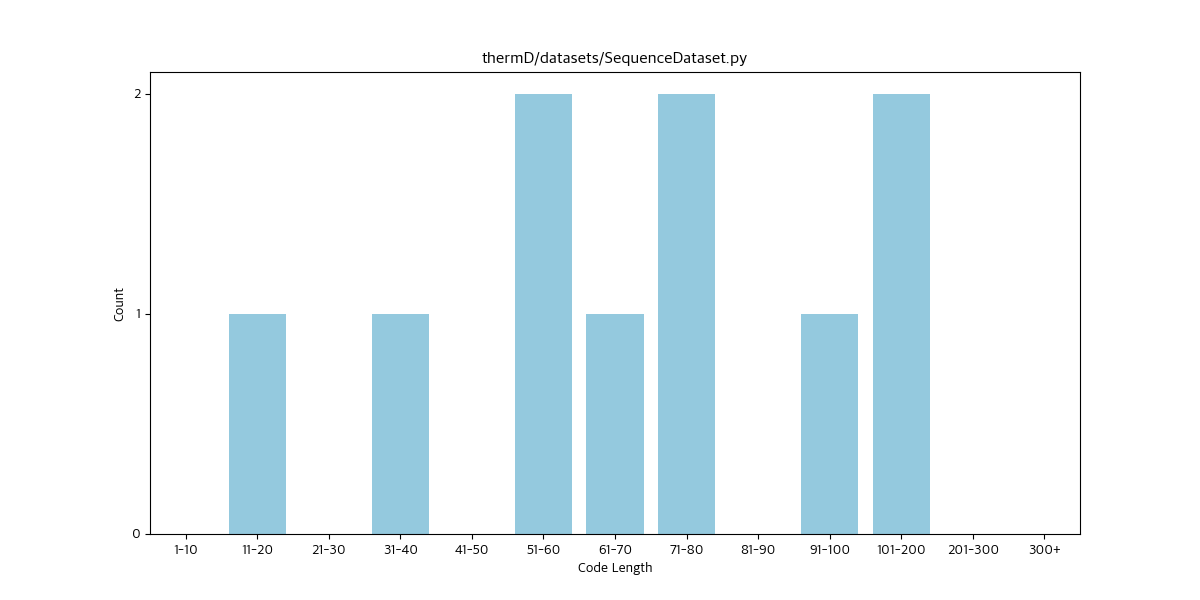 thermD/datasets/SequenceDataset.py
2
1
0
Count
1-10 11-20 21-30 31-40 41-50 51-60 61-70 71-80 81-90 91-100 101-200 201-300 300+
Code Length